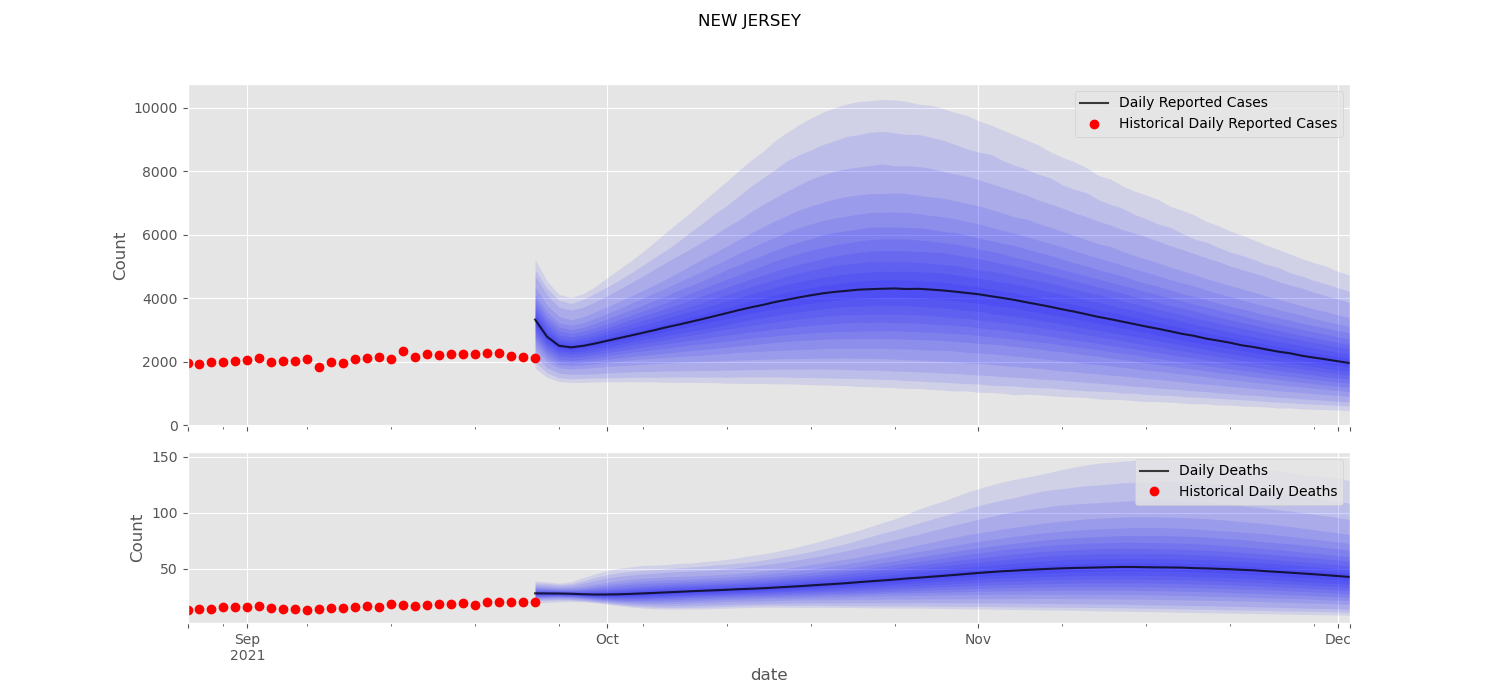 NEW JERSEY
10000
8000
6000
4000
2000
0
Count
Daily Reported Cases
Historical Daily Reported Cases
150
100
50
Count
Daily Deaths
Historical Daily Deaths
Sep
2021
Oct
Nov
Dec
date